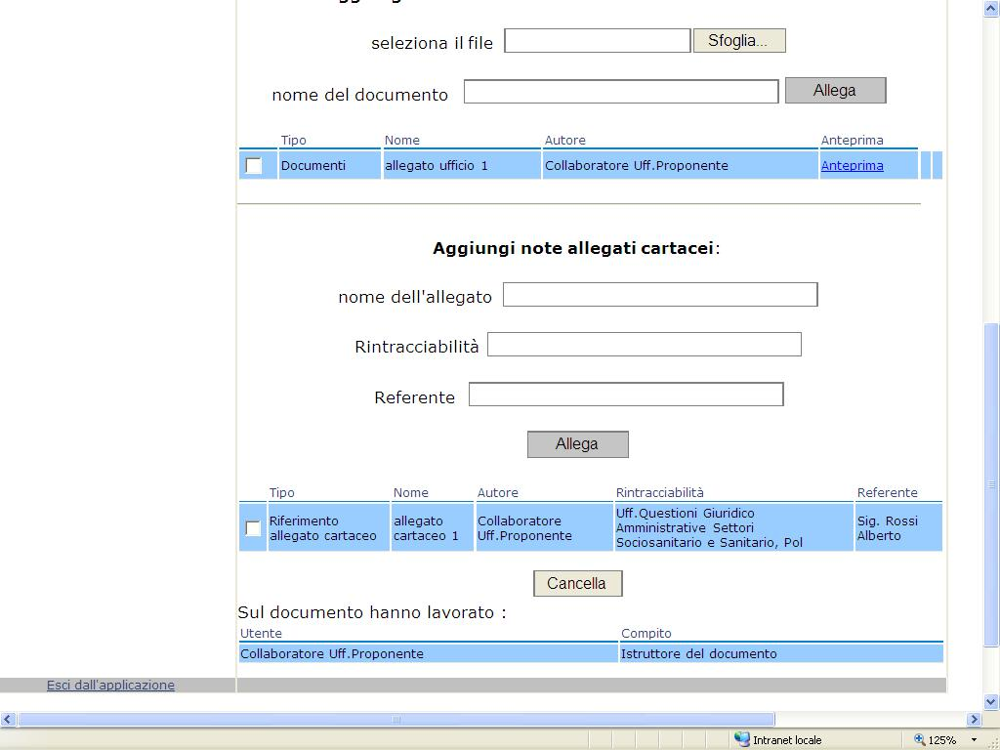 seleziona il file Sfoglia...
nome del documento Allega
Tipo Nome Autore Anteprima
Documenti allegato ufficio 1 Collaboratore Uff.Proponente Anteprima
Aggiungi note allegati cartacei:
nome dell'allegato
Rintracciabilità
Referente
Allega
Tipo Nome Autore Rintracciabilità Referente
Riferimento allegato cartaceo
allegato cartaceo 1
Collaboratore Uff.Proponente
Uff.Questioni Giuridico
Amministrative Settori
Sociosanitario e Sanitario, Pol
Sig. Rossi Alberto
Cancella
Sul documento hanno lavorato :
Utente Compito
Collaboratore Uff.Proponente Istruttore del documento
Esci dall'applicazione
Intranet locale 125%